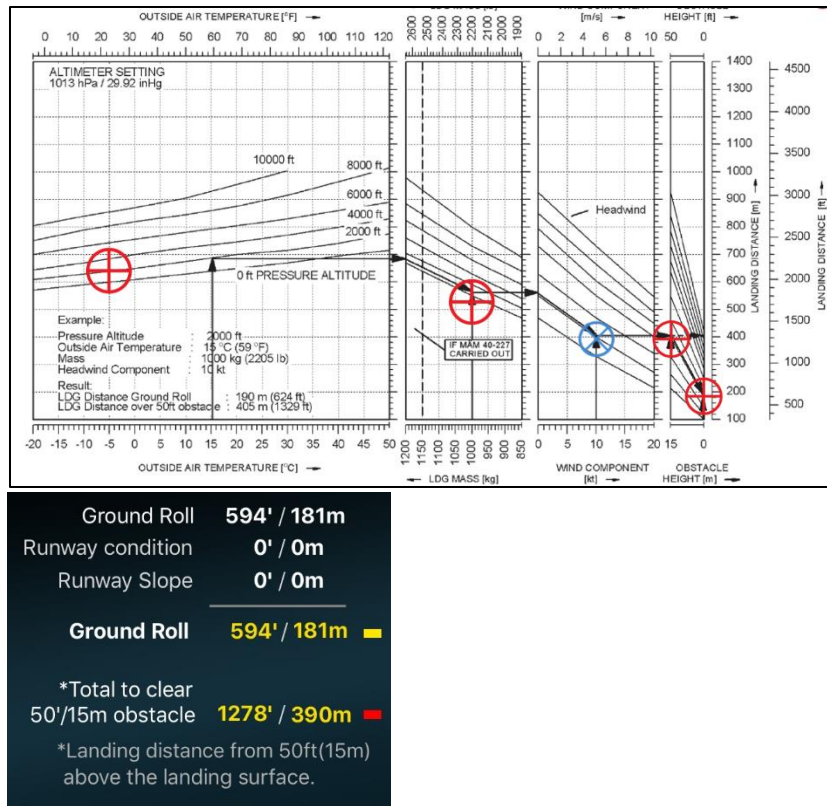 OUTSIDE AIR TEMPERATURE [°F]
0 20 40 60 80 100 120
2600 2500 2400 2300 2200 2100 2000 1900
[m/s]
0 2 4 6 8 10
HEIGHT [ft]
50 0
ALTIMETER SETTING
1013 hPa / 29.92 inHg
10000 ft
8000 ft
6000 ft
4000 ft
2000 ft
0 ft PRESSURE ALTITUDE
Example:
Pressure Altitude : 2000 ft
Outside Air Temperature : 15 °C (59 °F)
Mass : 1000 kg (2205 lb)
Headwind Component : 10 kt
Result:
LDG Distance Ground Roll : 190 m (624 ft)
LDG Distance over 50ft obstacle : 405 m (1329 ft)
IF MAM 40-227
CARRIED OUT
Headwind
1400
1300
1200
1100
1000
900
800
700
600
500
400
300
200
100
LANDING DISTANCE [m]
4500
4000
3500
3000
2500
2000
1500
1000
500
LANDING DISTANCE [ft]
-20 -15 -10 -5 0 5 10 15 20 25 30 35 40 45 50
OUTSIDE AIR TEMPERATURE [°C]
1200 1150 1100 1050 1000 950 900 850
LDG MASS [kg]
0 5 10 15 20
WIND COMPONENT
[kt]
15 0
OBSTACLE
HEIGHT [m]
Ground Roll 594' / 181m
Runway condition 0' / 0m
Runway Slope 0' / 0m
Ground Roll 594' / 181m
*Total to clear
50'/15m obstacle 1278' / 390m
*Landing distance from 50ft(15m)
above the landing surface.